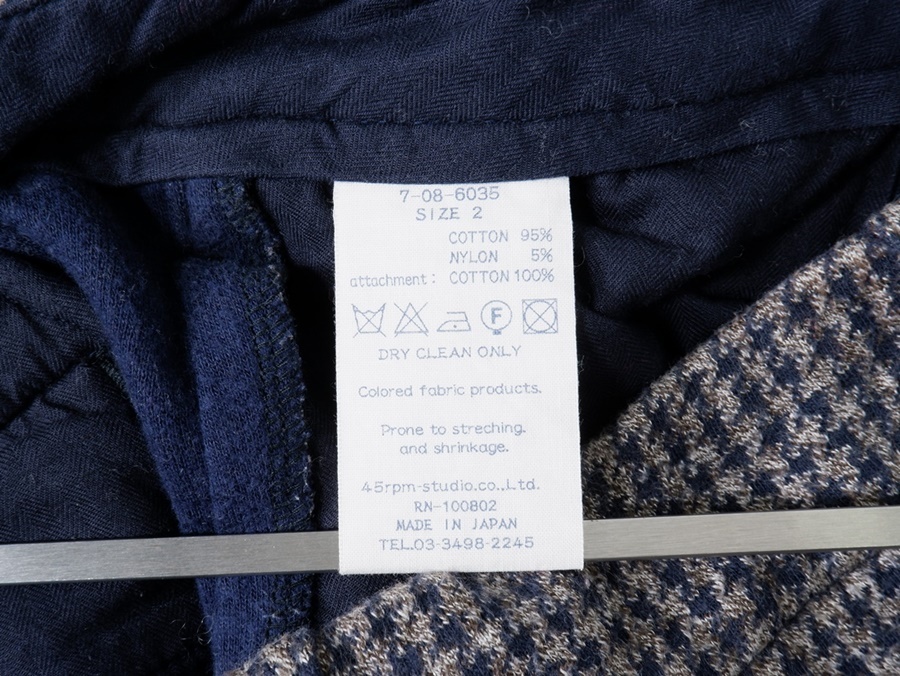 7-08-6035
SIZE 2
COTTON 95%
NYLON 5%
attachment: COTTON 100%
F
DRY CLEAN ONLY
Colored fabric products.
Prone to streching.
and shrinkage.
45rpm-studio.co.,Ltd.
RN-100802
MADE IN JAPAN
TEL.03-3498-2245